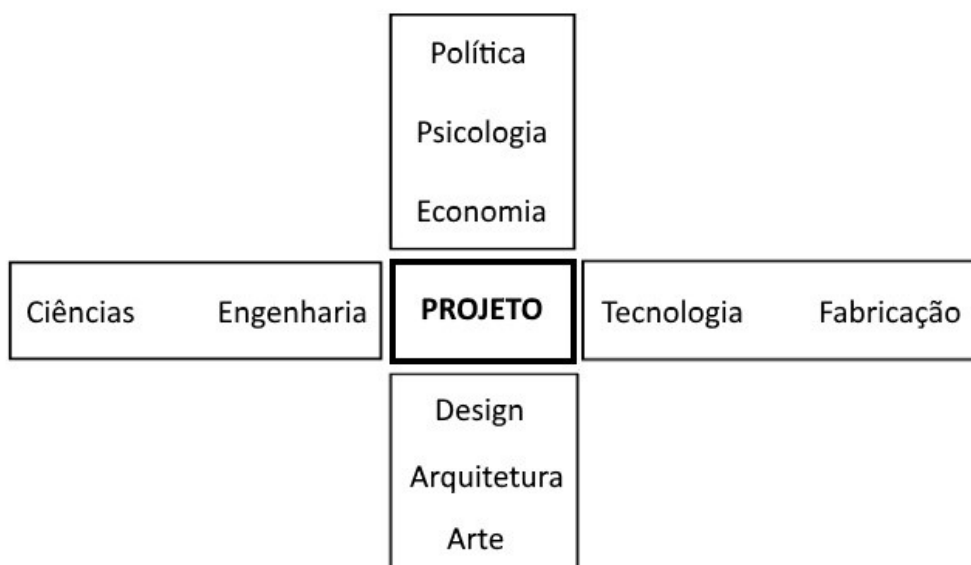 Política
Psicologia
Economia
Ciências Engenharia PROJETO Tecnologia Fabricação
Design
Arquitetura
Arte